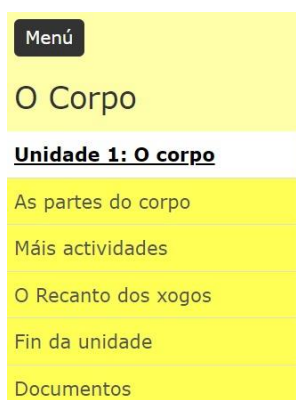 Menú
O Corpo
Unidade 1: O corpo
As partes do corpo
Máis actividades
O Recanto dos xogos
Fin da unidade
Documentos